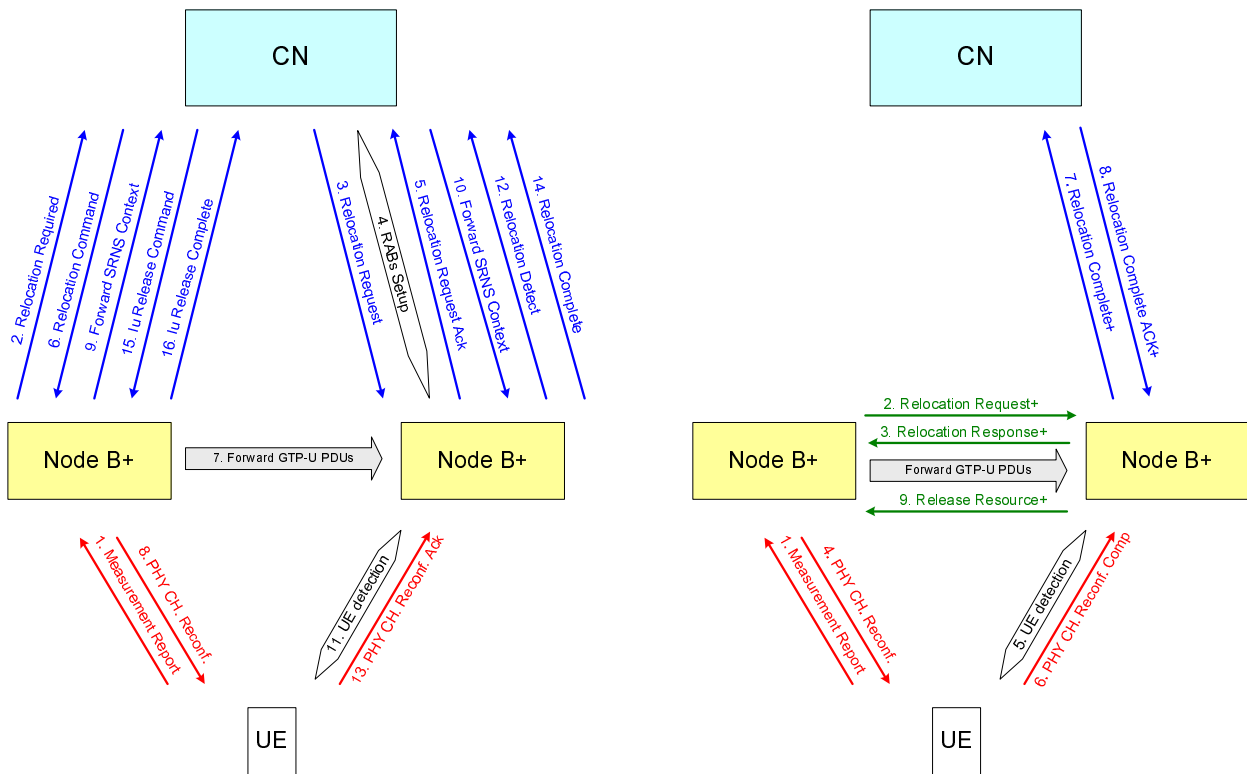 CN
2. Relocation Required
6. Relocation Command
9. Forward SRNS Context
15. Iu Release Command
16. Iu Release Complete
3. Relocation Request
4. RABs Setup
5. Relocation Request Ack
10. Forward SRNS Context
12. Relocation Detect
14. Relocation Complete
Node B+
7. Forward GTP-U PDUs
Node B+
1. Measurement Report
8. PHY CH. Reconf.
11. UE detection
13. PHY CH. Reconf. Ack
UE
CN
7. Relocation Complete+
8. Relocation Complete ACK+
2. Relocation Request+
3. Relocation Response+
Node B+
Forward GTP-U PDUs
Node B+
9. Release Resource+
1. Measurement Report
4. PHY CH. Reconf.
5. UE detection
6. PHY CH. Reconf. Comp
UE